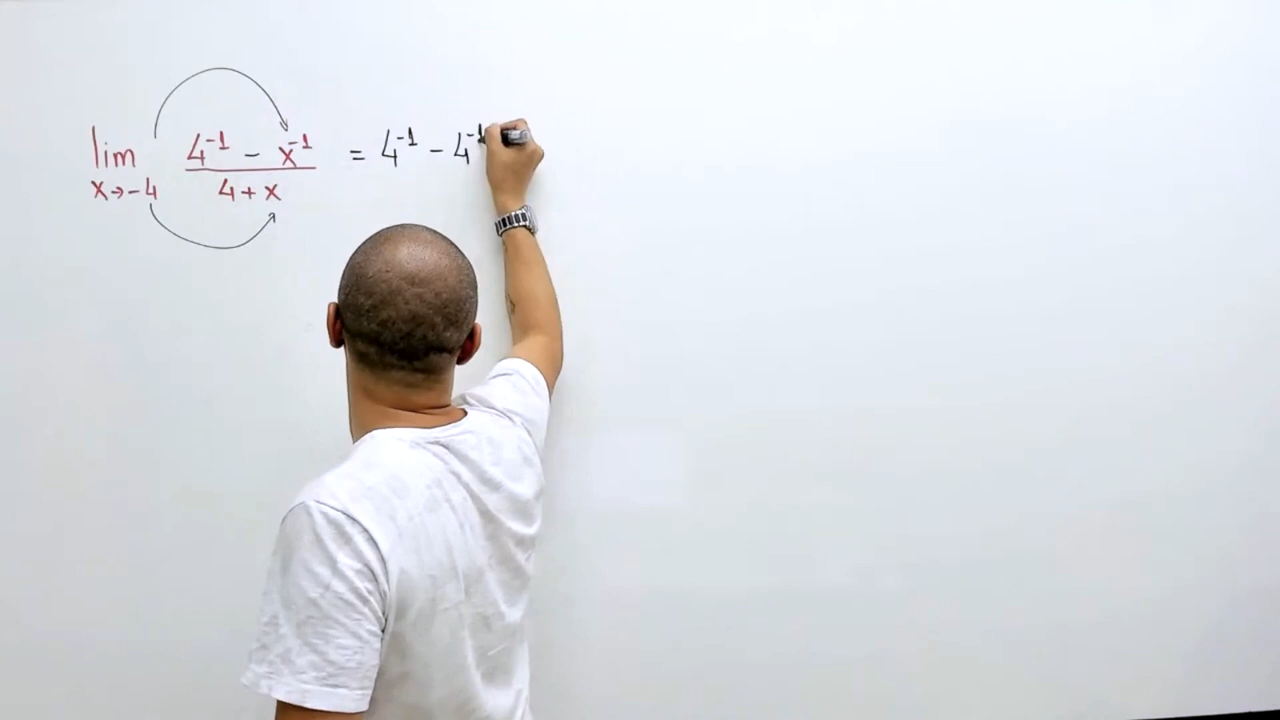 lim x→-4 (4⁻¹ - x⁻¹)/(4+x) = 4⁻¹ - 4⁻¹